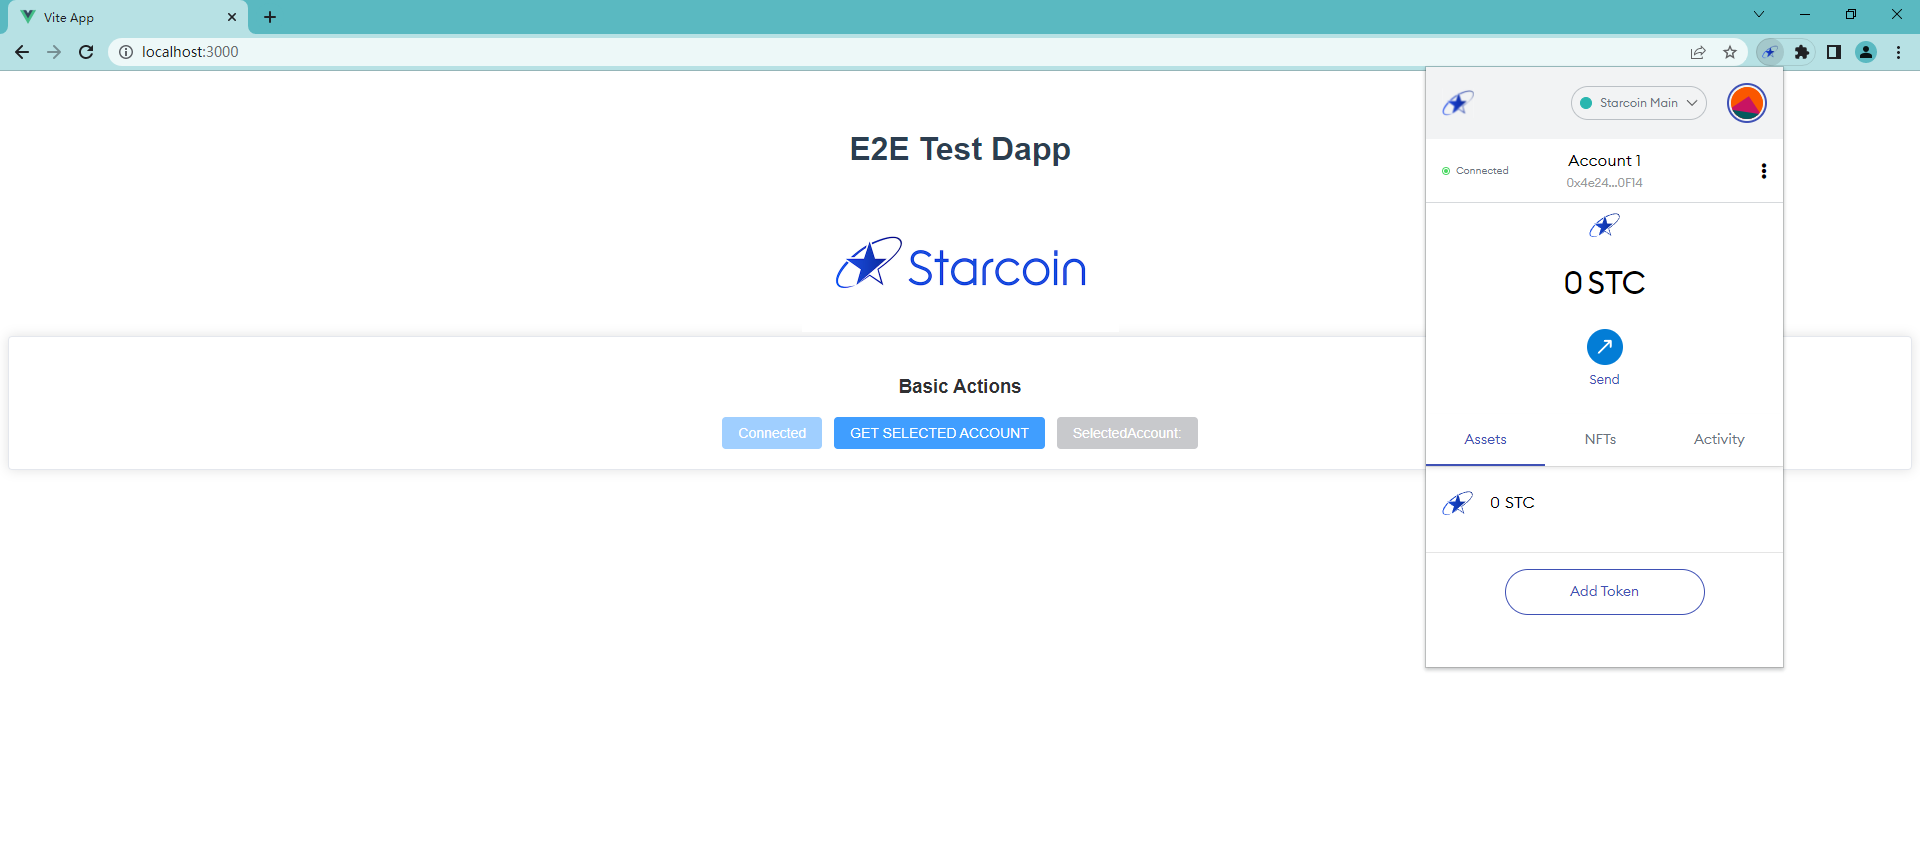 Vite App
localhost:3000
E2E Test Dapp
Starcoin
Basic Actions
Connected
GET SELECTED ACCOUNT
SelectedAccount:
Starcoin Main
Connected
Account 1
0x4e24...0F14
0 STC
Send
Assets
NFTs
Activity
0 STC
Add Token